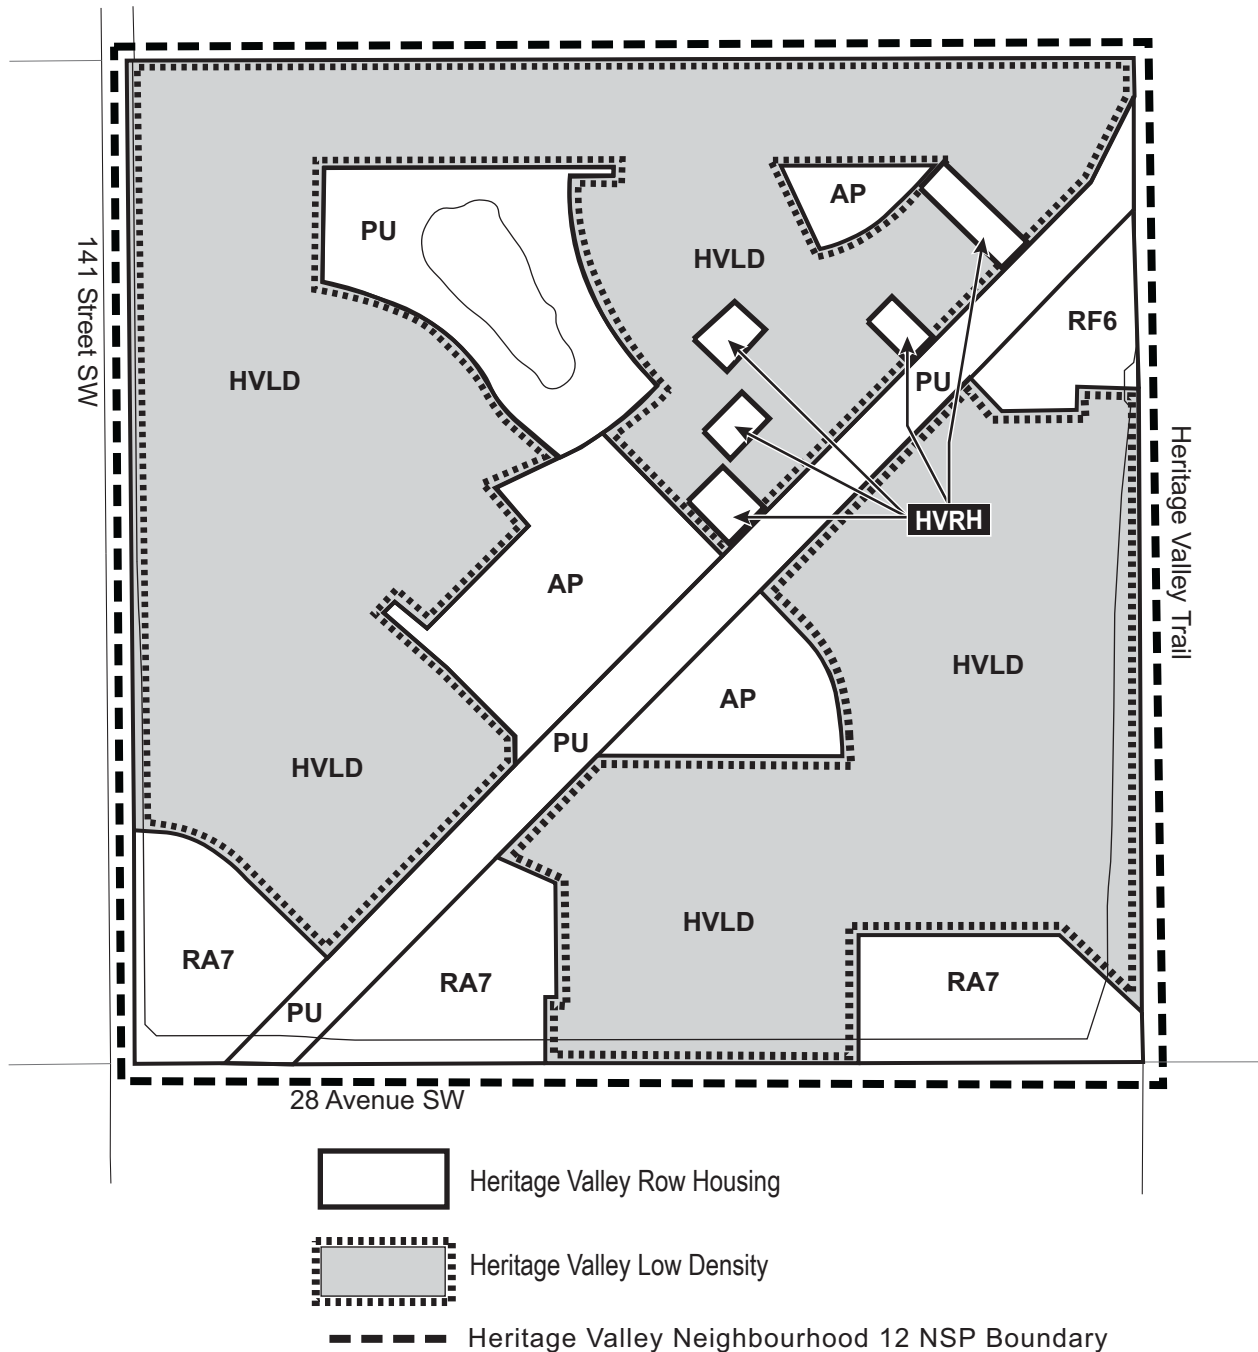 AP
PU
HVLD
RF6
141 Street SW
HVLD
PU
Heritage Valley Trail
HVRH
AP
HVLD
AP
PU
HVLD
HVLD
RA7
RA7
RA7
PU
28 Avenue SW
Heritage Valley Row Housing
Heritage Valley Low Density
Heritage Valley Neighbourhood 12 NSP Boundary